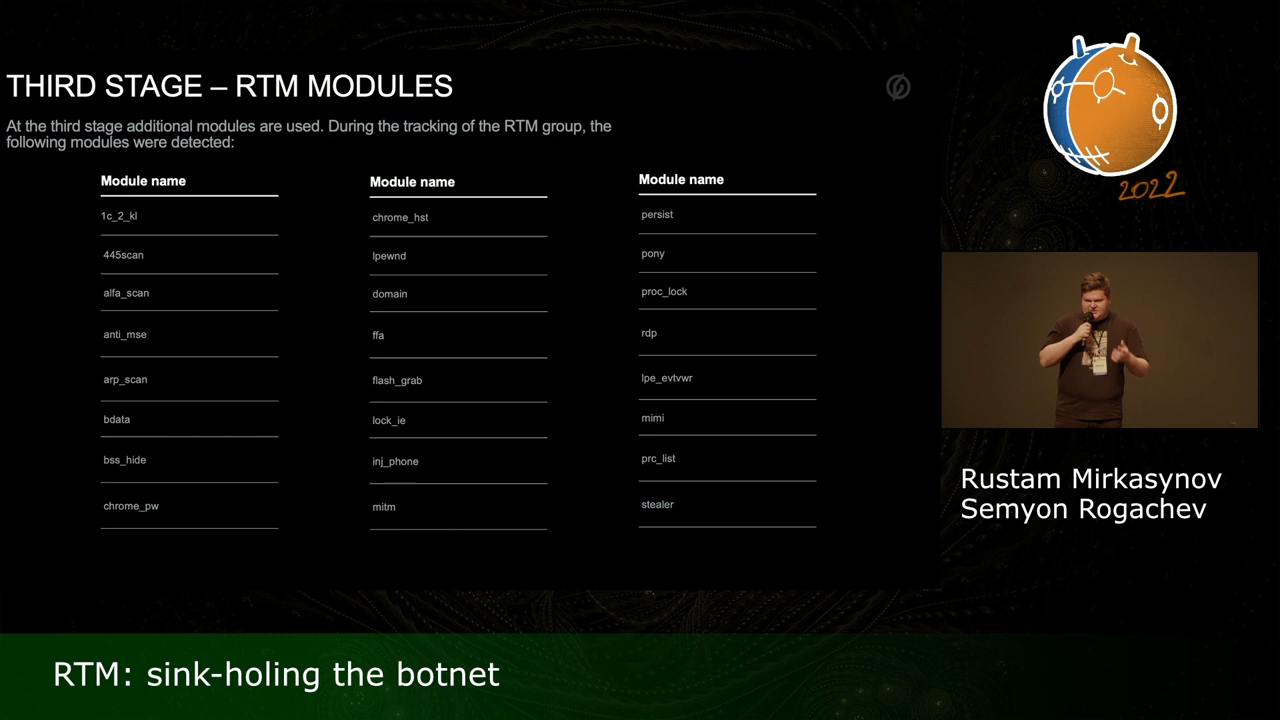 THIRD STAGE – RTM MODULES
At the third stage additional modules are used. During the tracking of the RTM group, the
following modules were detected:
Module name
1c_2_kl
445scan
alfa_scan
anti_mse
arp_scan
bdata
bss_hide
chrome_pw
Module name
chrome_hst
lpewnd
domain
ffa
flash_grab
lock_ie
inj_phone
mitm
Module name
persist
pony
proc_lock
rdp
lpe_evtvwr
mimi
prc_list
stealer
2022
Rustam Mirkasynov
Semyon Rogachev
RTM: sink-holing the botnet